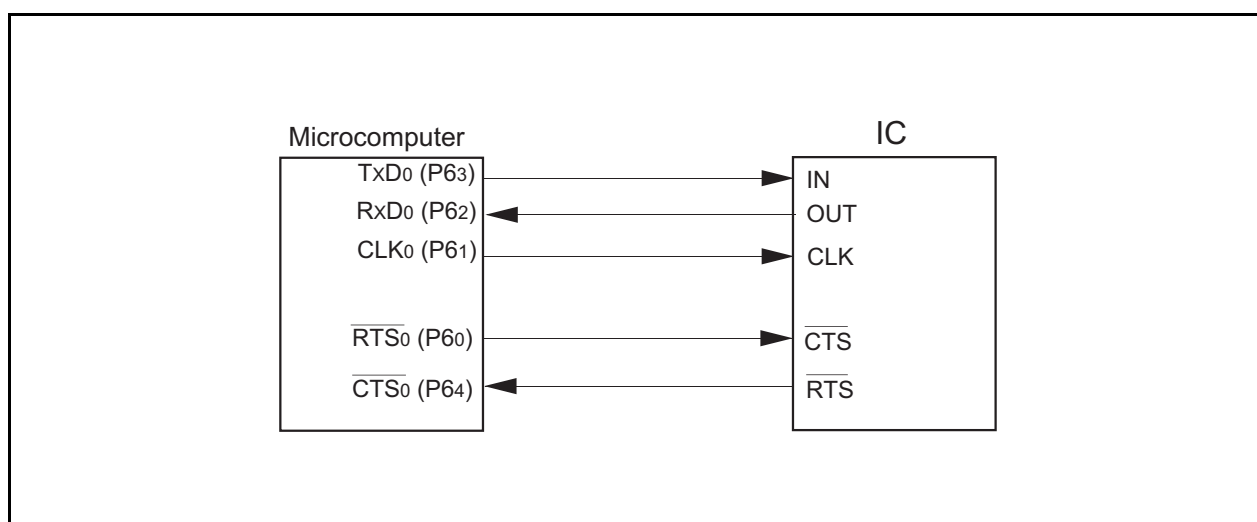 Microcomputer
TxD0 (P63)
RxD0 (P62)
CLK0 (P61)
RTS0 (P60)
CTS0 (P64)
IC
IN
OUT
CLK
CTS
RTS